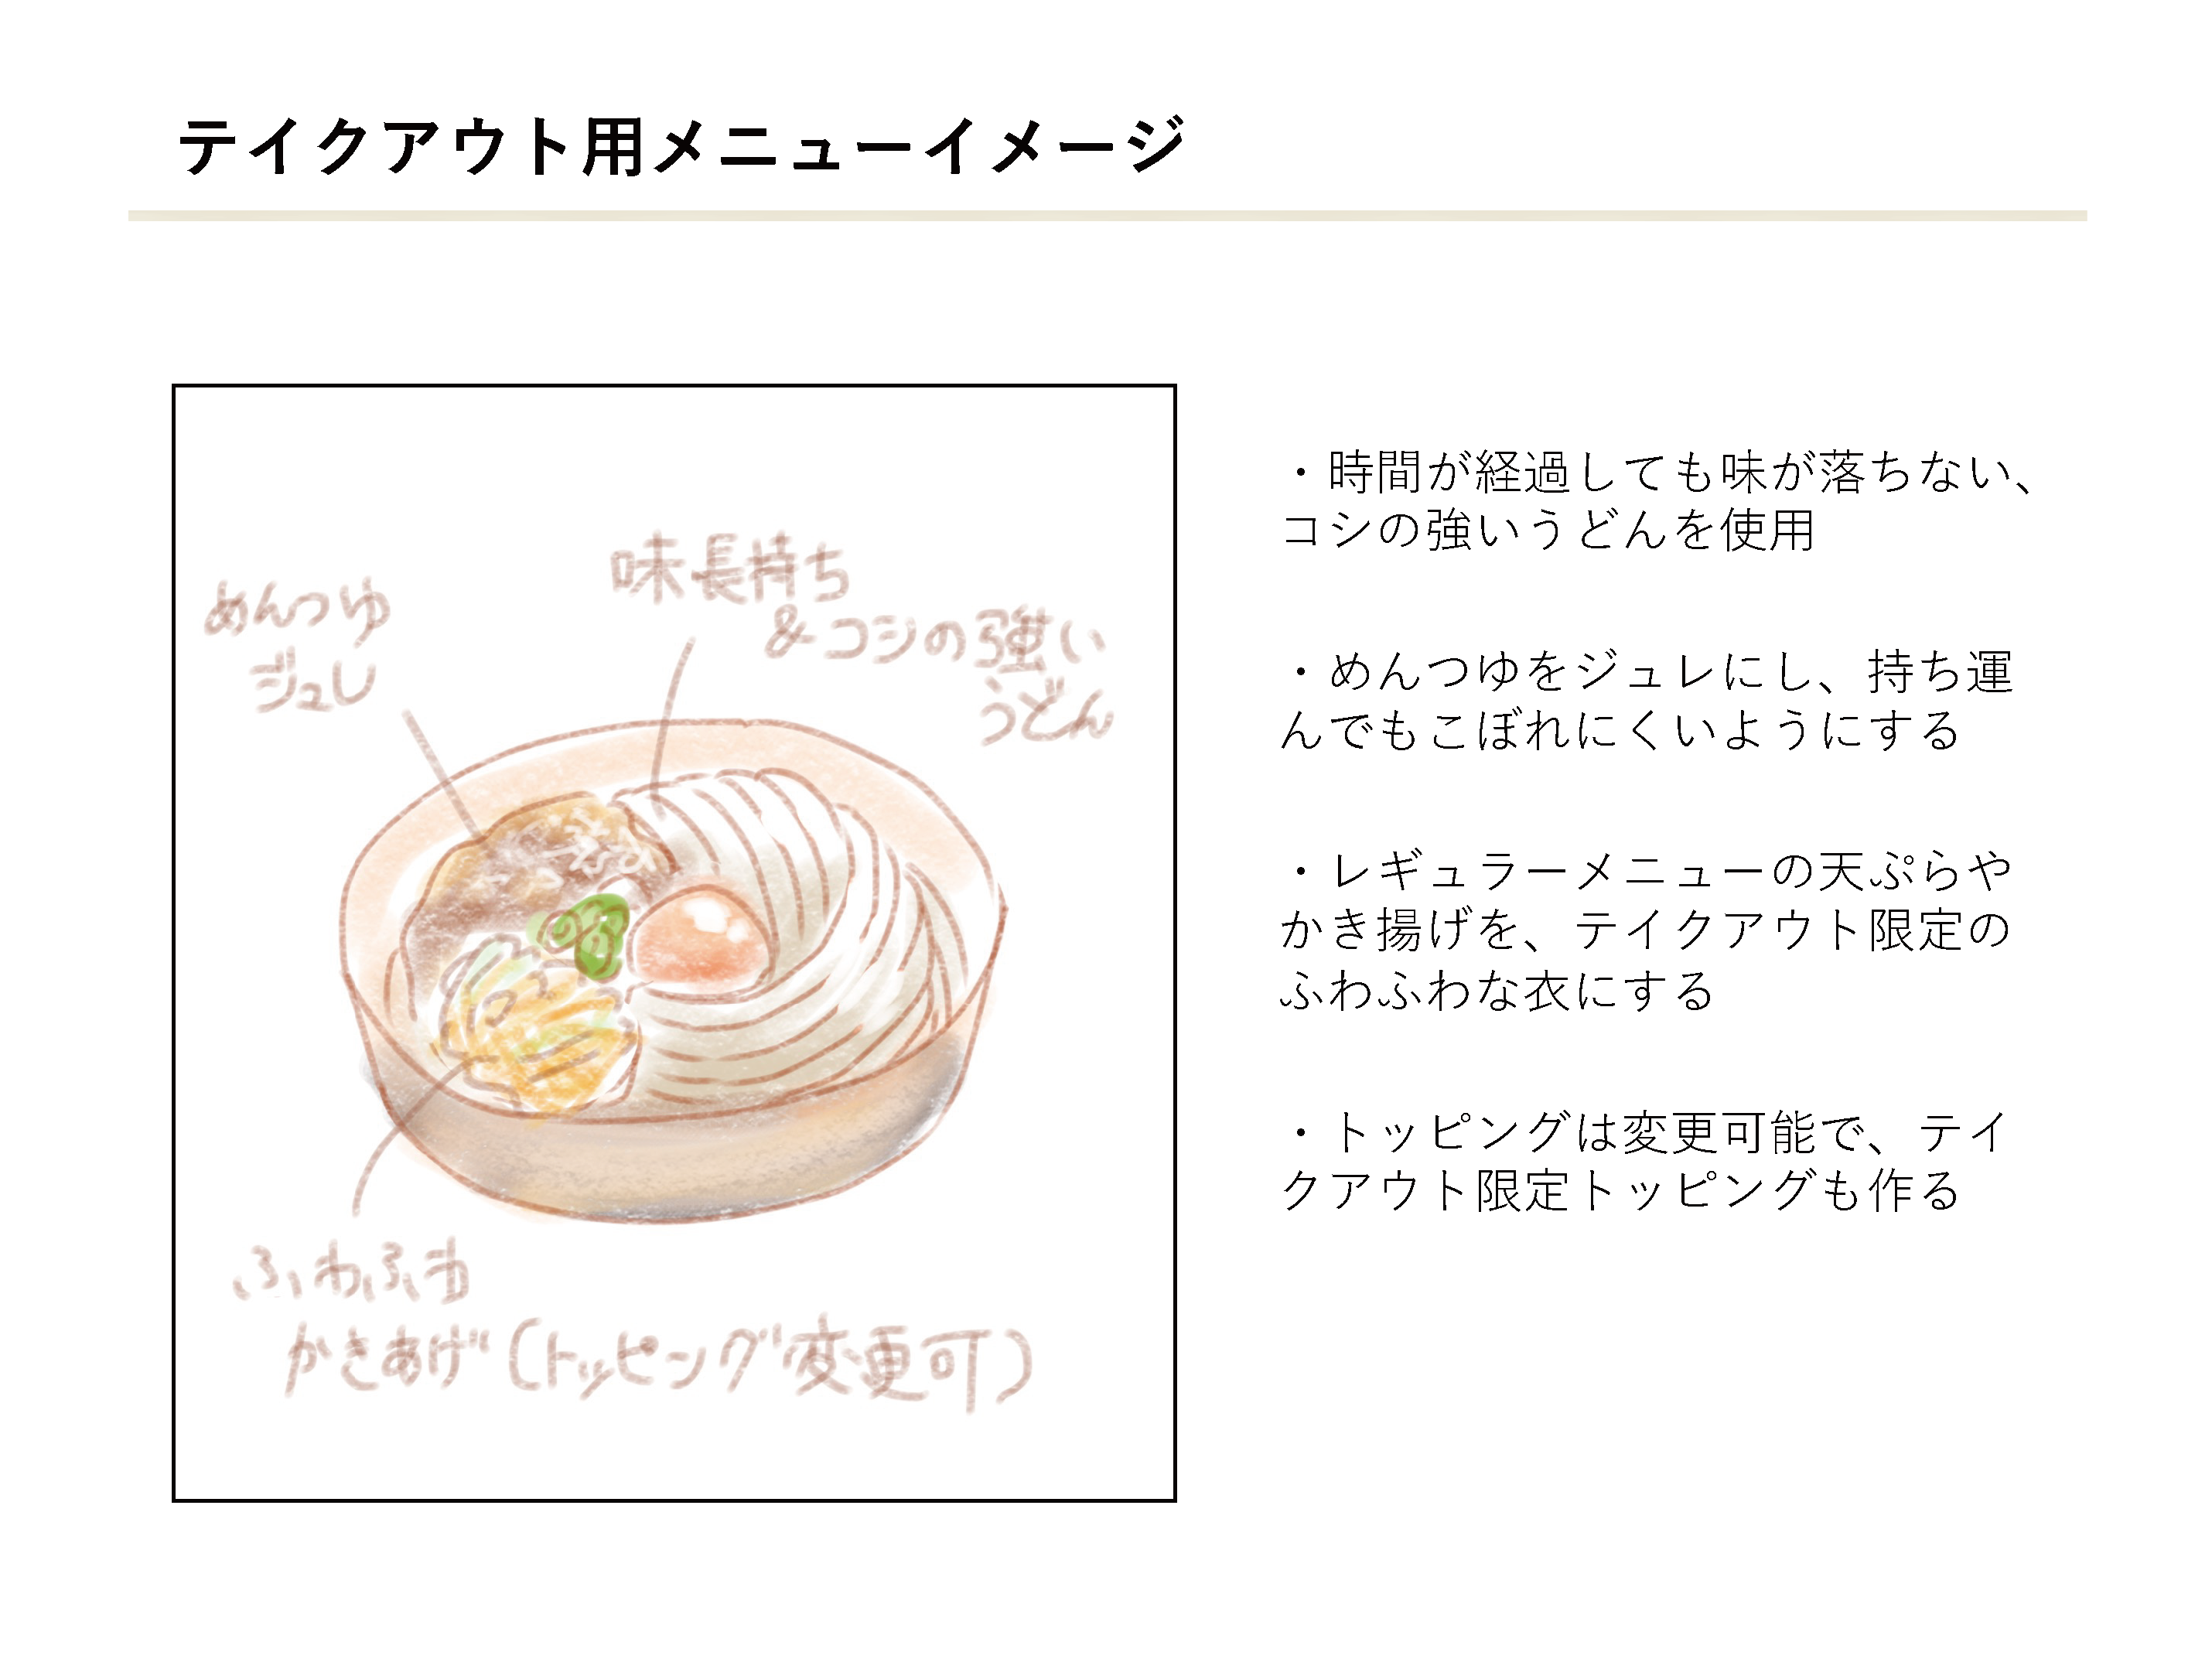 テイクアウト用メニューイメージ
めんつゆ
ジュレ
味長持ち
&コシの強い
うどん
ふわふわ
かきあげ(トッピング変更可)
・時間が経過しても味が落ちない、
コシの強いうどんを使用
・めんつゆをジュレにし、持ち運
んでもこぼれにくいようにする
・レギュラーメニューの天ぷらや
かき揚げを、テイクアウト限定の
ふわふわな衣にする
・トッピングは変更可能で、テイ
クアウト限定トッピングも作る